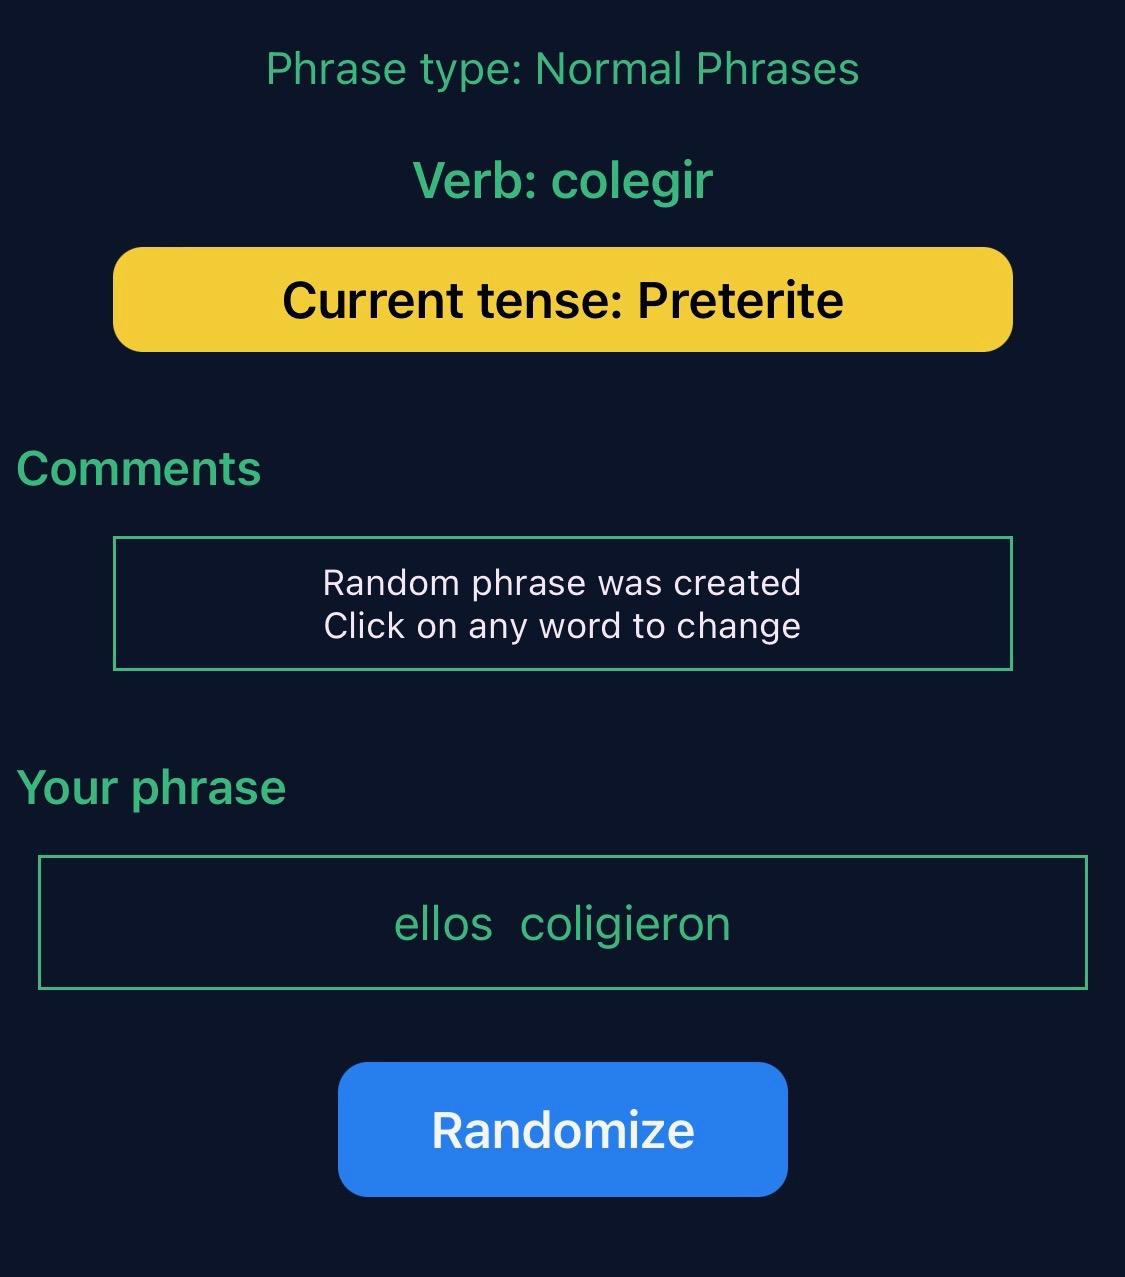 Phrase type: Normal Phrases
Verb: colegir
Current tense: Preterite
Comments
Random phrase was created
Click on any word to change
Your phrase
ellos coligieron
Randomize